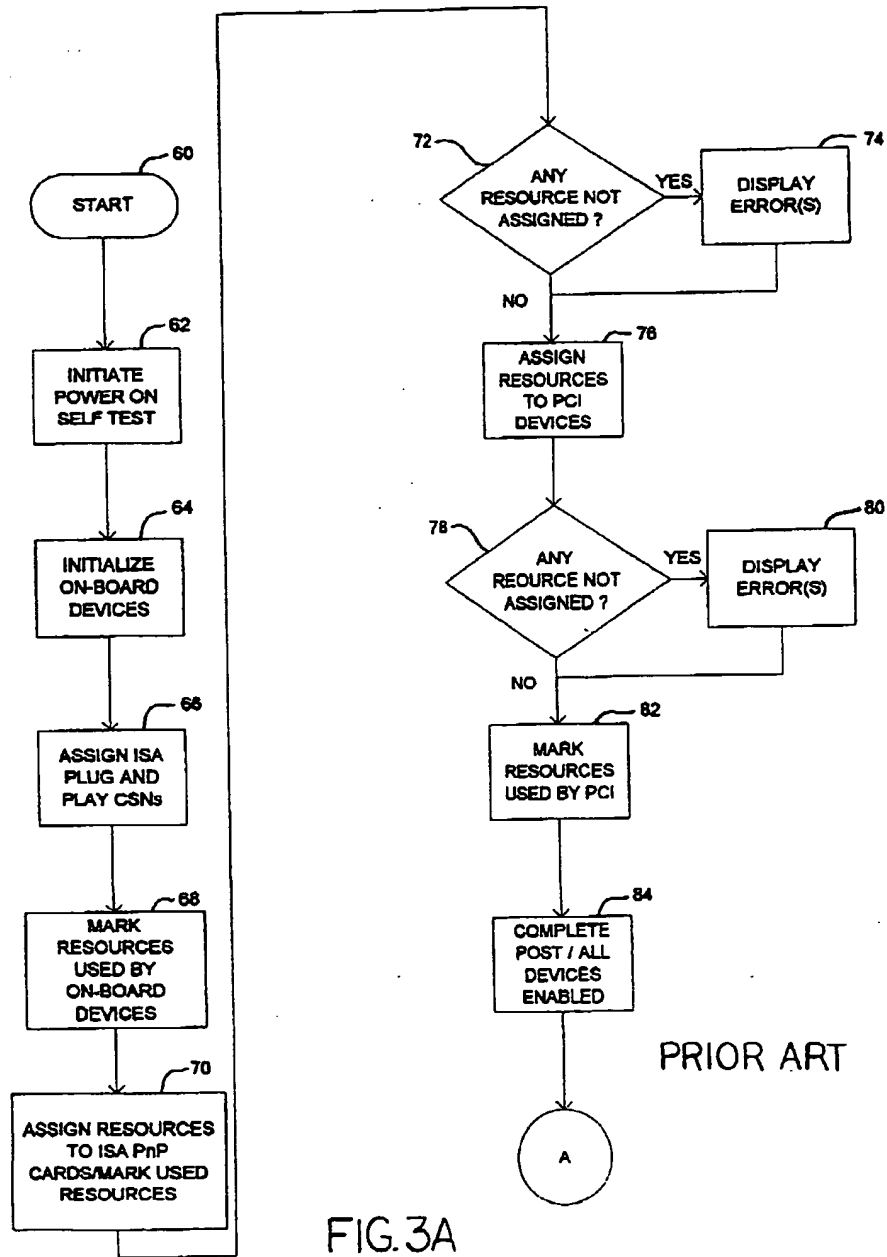 60
START
62
INITIATE
POWER ON
SELF TEST
64
INITIALIZE
ON-BOARD
DEVICES
66
ASSIGN ISA
PLUG AND
PLAY CSNs
68
MARK
RESOURCES
USED BY
ON-BOARD
DEVICES
70
ASSIGN RESOURCES
TO ISA PnP
CARDS/MARK USED
RESOURCES
72
ANY
RESOURCE NOT
ASSIGNED ?
YES
74
DISPLAY
ERROR(S)
NO
76
ASSIGN
RESOURCES
TO PCI
DEVICES
78
ANY
REOURCE NOT
ASSIGNED ?
YES
80
DISPLAY
ERROR(S)
NO
82
MARK
RESOURCES
USED BY PCI
84
COMPLETE
POST / ALL
DEVICES
ENABLED
PRIOR ART
A
FIG.3A